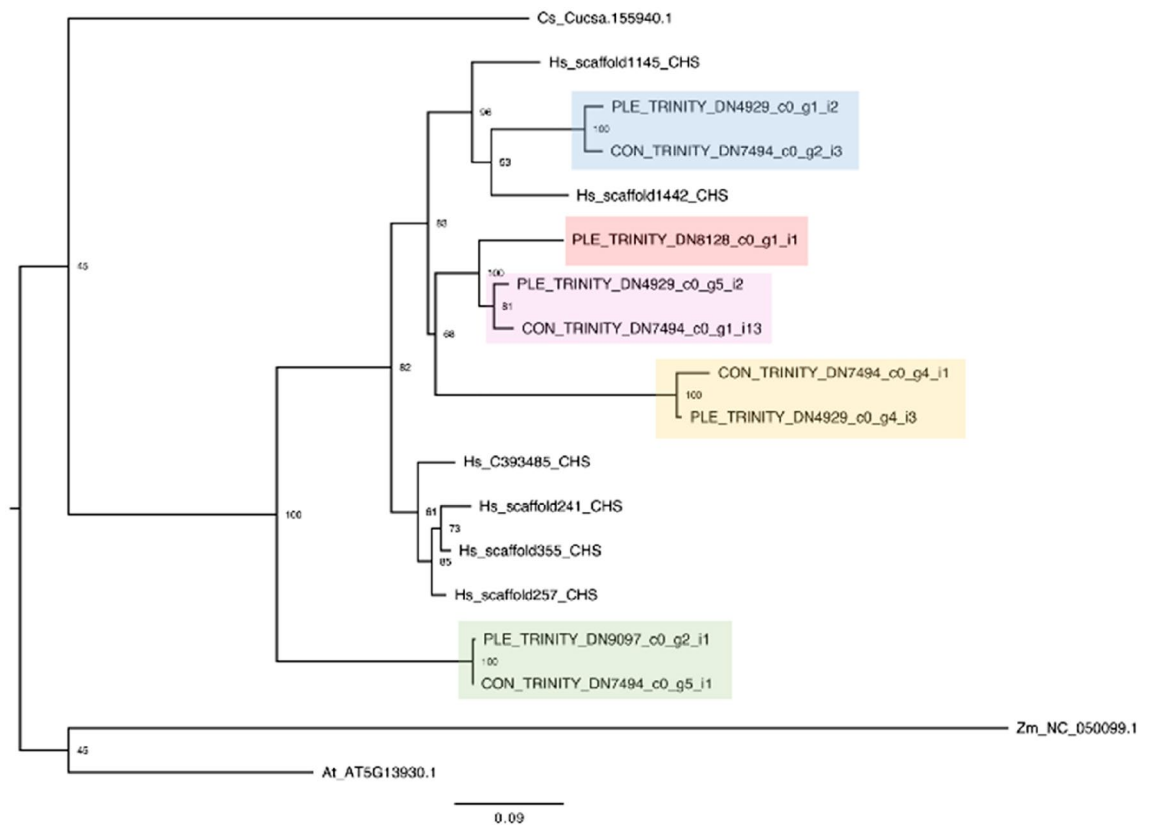 Cs_Cucsa.155940.1
Hs_scaffold1145_CHS
96
PLE_TRINITY_DN4929_c0_g1_i2
100
CON_TRINITY_DN7494_c0_g2_i3
53
Hs_scaffold1442_CHS
83
PLE_TRINITY_DN8128_c0_g1_i1
45
100
PLE_TRINITY_DN4929_c0_g5_i2
81
CON_TRINITY_DN7494_c0_g1_i13
68
82
CON_TRINITY_DN7494_c0_g4_i1
100
PLE_TRINITY_DN4929_c0_g4_i3
Hs_C393485_CHS
Hs_scaffold241_CHS
61
100
73
Hs_scaffold355_CHS
85
Hs_scaffold257_CHS
PLE_TRINITY_DN9097_c0_g2_i1
100
CON_TRINITY_DN7494_c0_g5_i1
Zm_NC_050099.1
45
At_AT5G13930.1
0.09